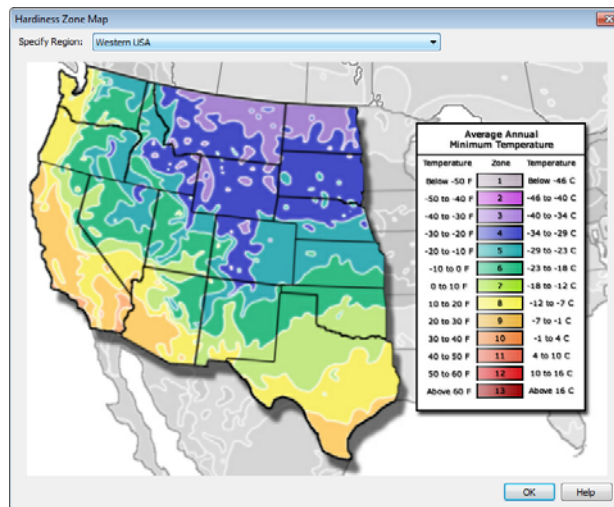 Hardiness Zone Map
Specify Region: Western USA
Average Annual
Minimum Temperature
Temperature Zone Temperature
Below -50 F 1 Below -46 C
-50 to -40 F 2 -46 to -40 C
-40 to -30 F 3 -40 to -34 C
-30 to -20 F 4 -34 to -29 C
-20 to -10 F 5 -29 to -23 C
-10 to 0 F 6 -23 to -18 C
0 to 10 F 7 -18 to -12 C
10 to 20 F 8 -12 to -7 C
20 to 30 F 9 -7 to -1 C
30 to 40 F 10 -1 to 4 C
40 to 50 F 11 4 to 10 C
50 to 60 F 12 10 to 16 C
Above 60 F 13 Above 16 C
OK Help